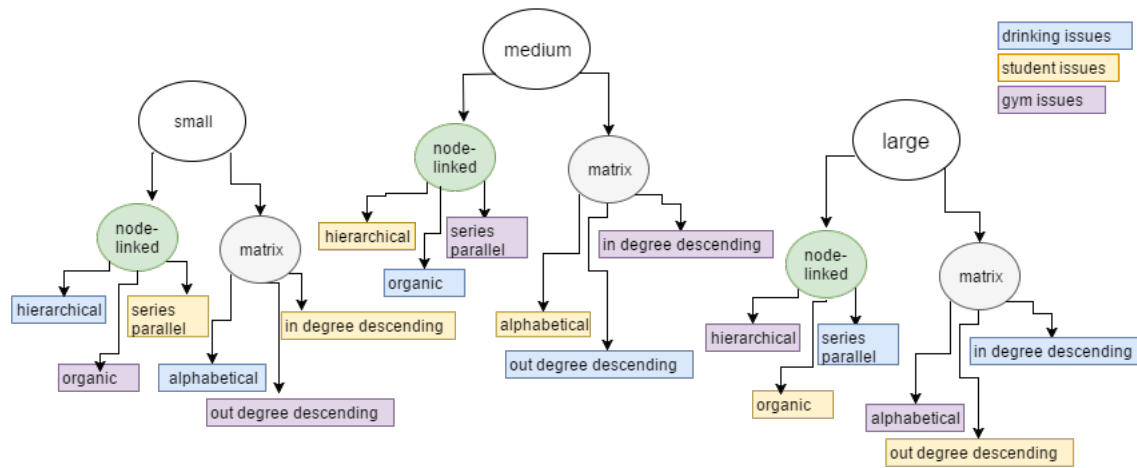 medium
drinking issues
student issues
gym issues
small
node-
linked
matrix
large
node-
linked
matrix
hierarchical
series
parallel
in degree descending
organic
hierarchical
series
parallel
in degree descending
organic
alphabetical
out degree descending
alphabetical
out degree descending
node-
linked
matrix
hierarchical
series
parallel
in degree descending
organic
alphabetical
out degree descending